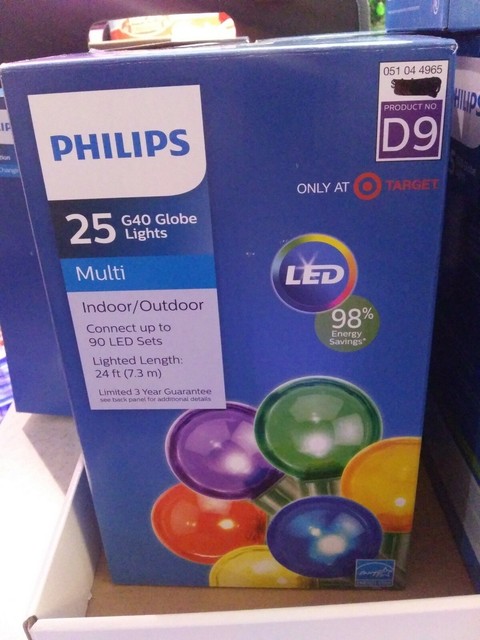 051 04 4965
PRODUCT NO.
D9
PHILIPS
ONLY AT TARGET
25 G40 Globe
Lights
Multi
LED
Indoor/Outdoor
98%
Energy
Savings*
Connect up to
90 LED Sets
Lighted Length:
24 ft (7.3 m)
Limited 3 Year Guarantee
see back panel for additional details
PHILIPS